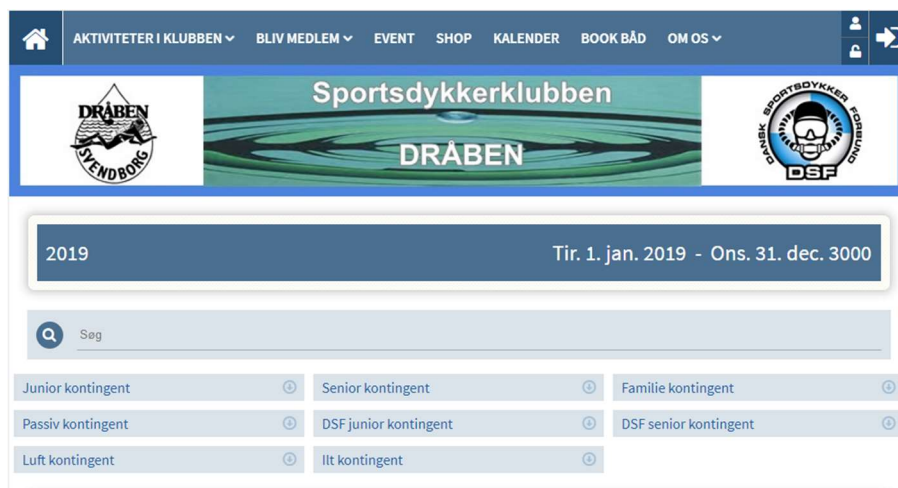 AKTIVITETER I KLUBBEN BLIV MEDLEM EVENT SHOP KALENDER BOOK BÅD OM OS
DRÅBEN
SVENDBORG
Sportsdykkerklubben
DRÅBEN
DANSK SPORTSDYKKER FORBUND
DSF
2019 Tir. 1. jan. 2019 - Ons. 31. dec. 3000
Søg
Junior kontingent Senior kontingent Familie kontingent
Passiv kontingent DSF junior kontingent DSF senior kontingent
Luft kontingent Ilt kontingent